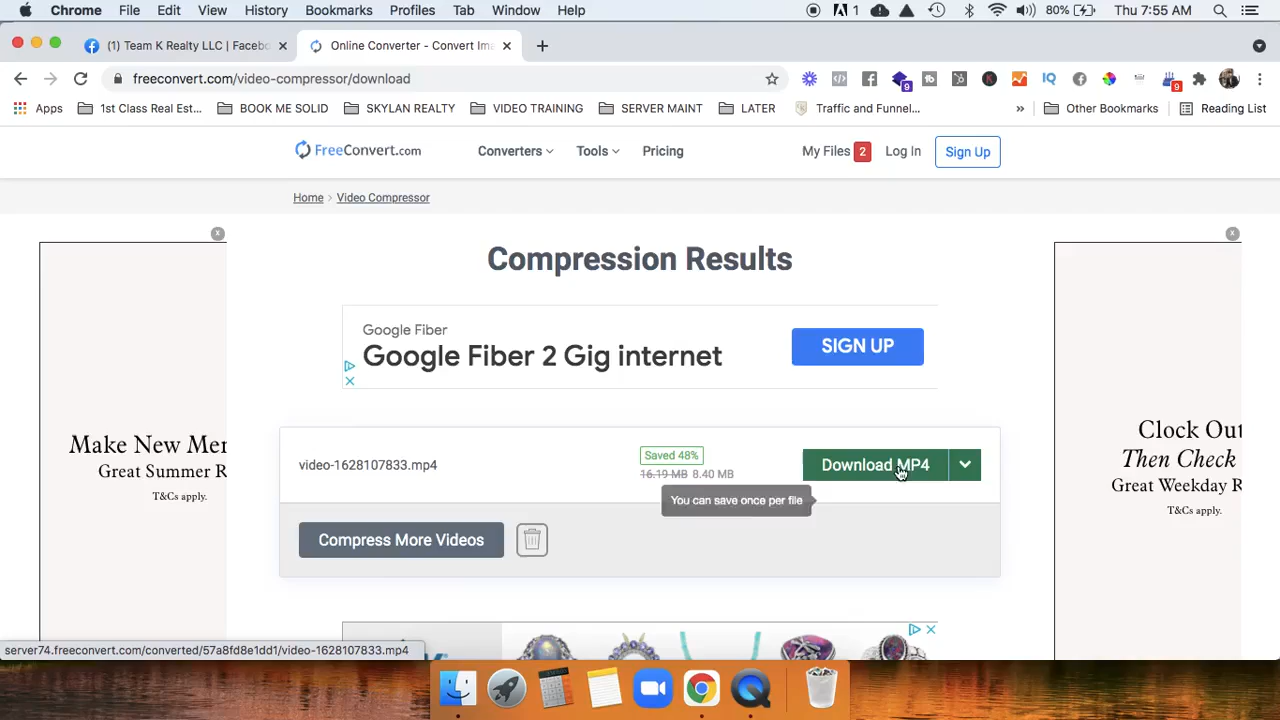 Chrome File Edit View History Bookmarks Profiles Tab Window Help
1 80% Thu 7:55 AM
(1) Team K Realty LLC | Facebo
Online Converter - Convert Ima
freeconvert.com/video-compressor/download
9 IQ 9
Apps 1st Class Real Est... BOOK ME SOLID SKYLAN REALTY VIDEO TRAINING SERVER MAINT LATER Traffic and Funnel... » Other Bookmarks Reading List
FreeConvert.com Converters Tools Pricing My Files 2 Log In Sign Up
Home > Video Compressor
Compression Results
Google Fiber
Google Fiber 2 Gig internet
SIGN UP
Make New Mer
Great Summer R
T&Cs apply.
Clock Out
Then Check
Great Weekday R
T&Cs apply.
Saved 48%
video-1628107833.mp4 16.19 MB 8.40 MB Download MP4
You can save once per file
Compress More Videos
server74.freeconvert.com/converted/57a8fd8e1dd1/video-1628107833.mp4